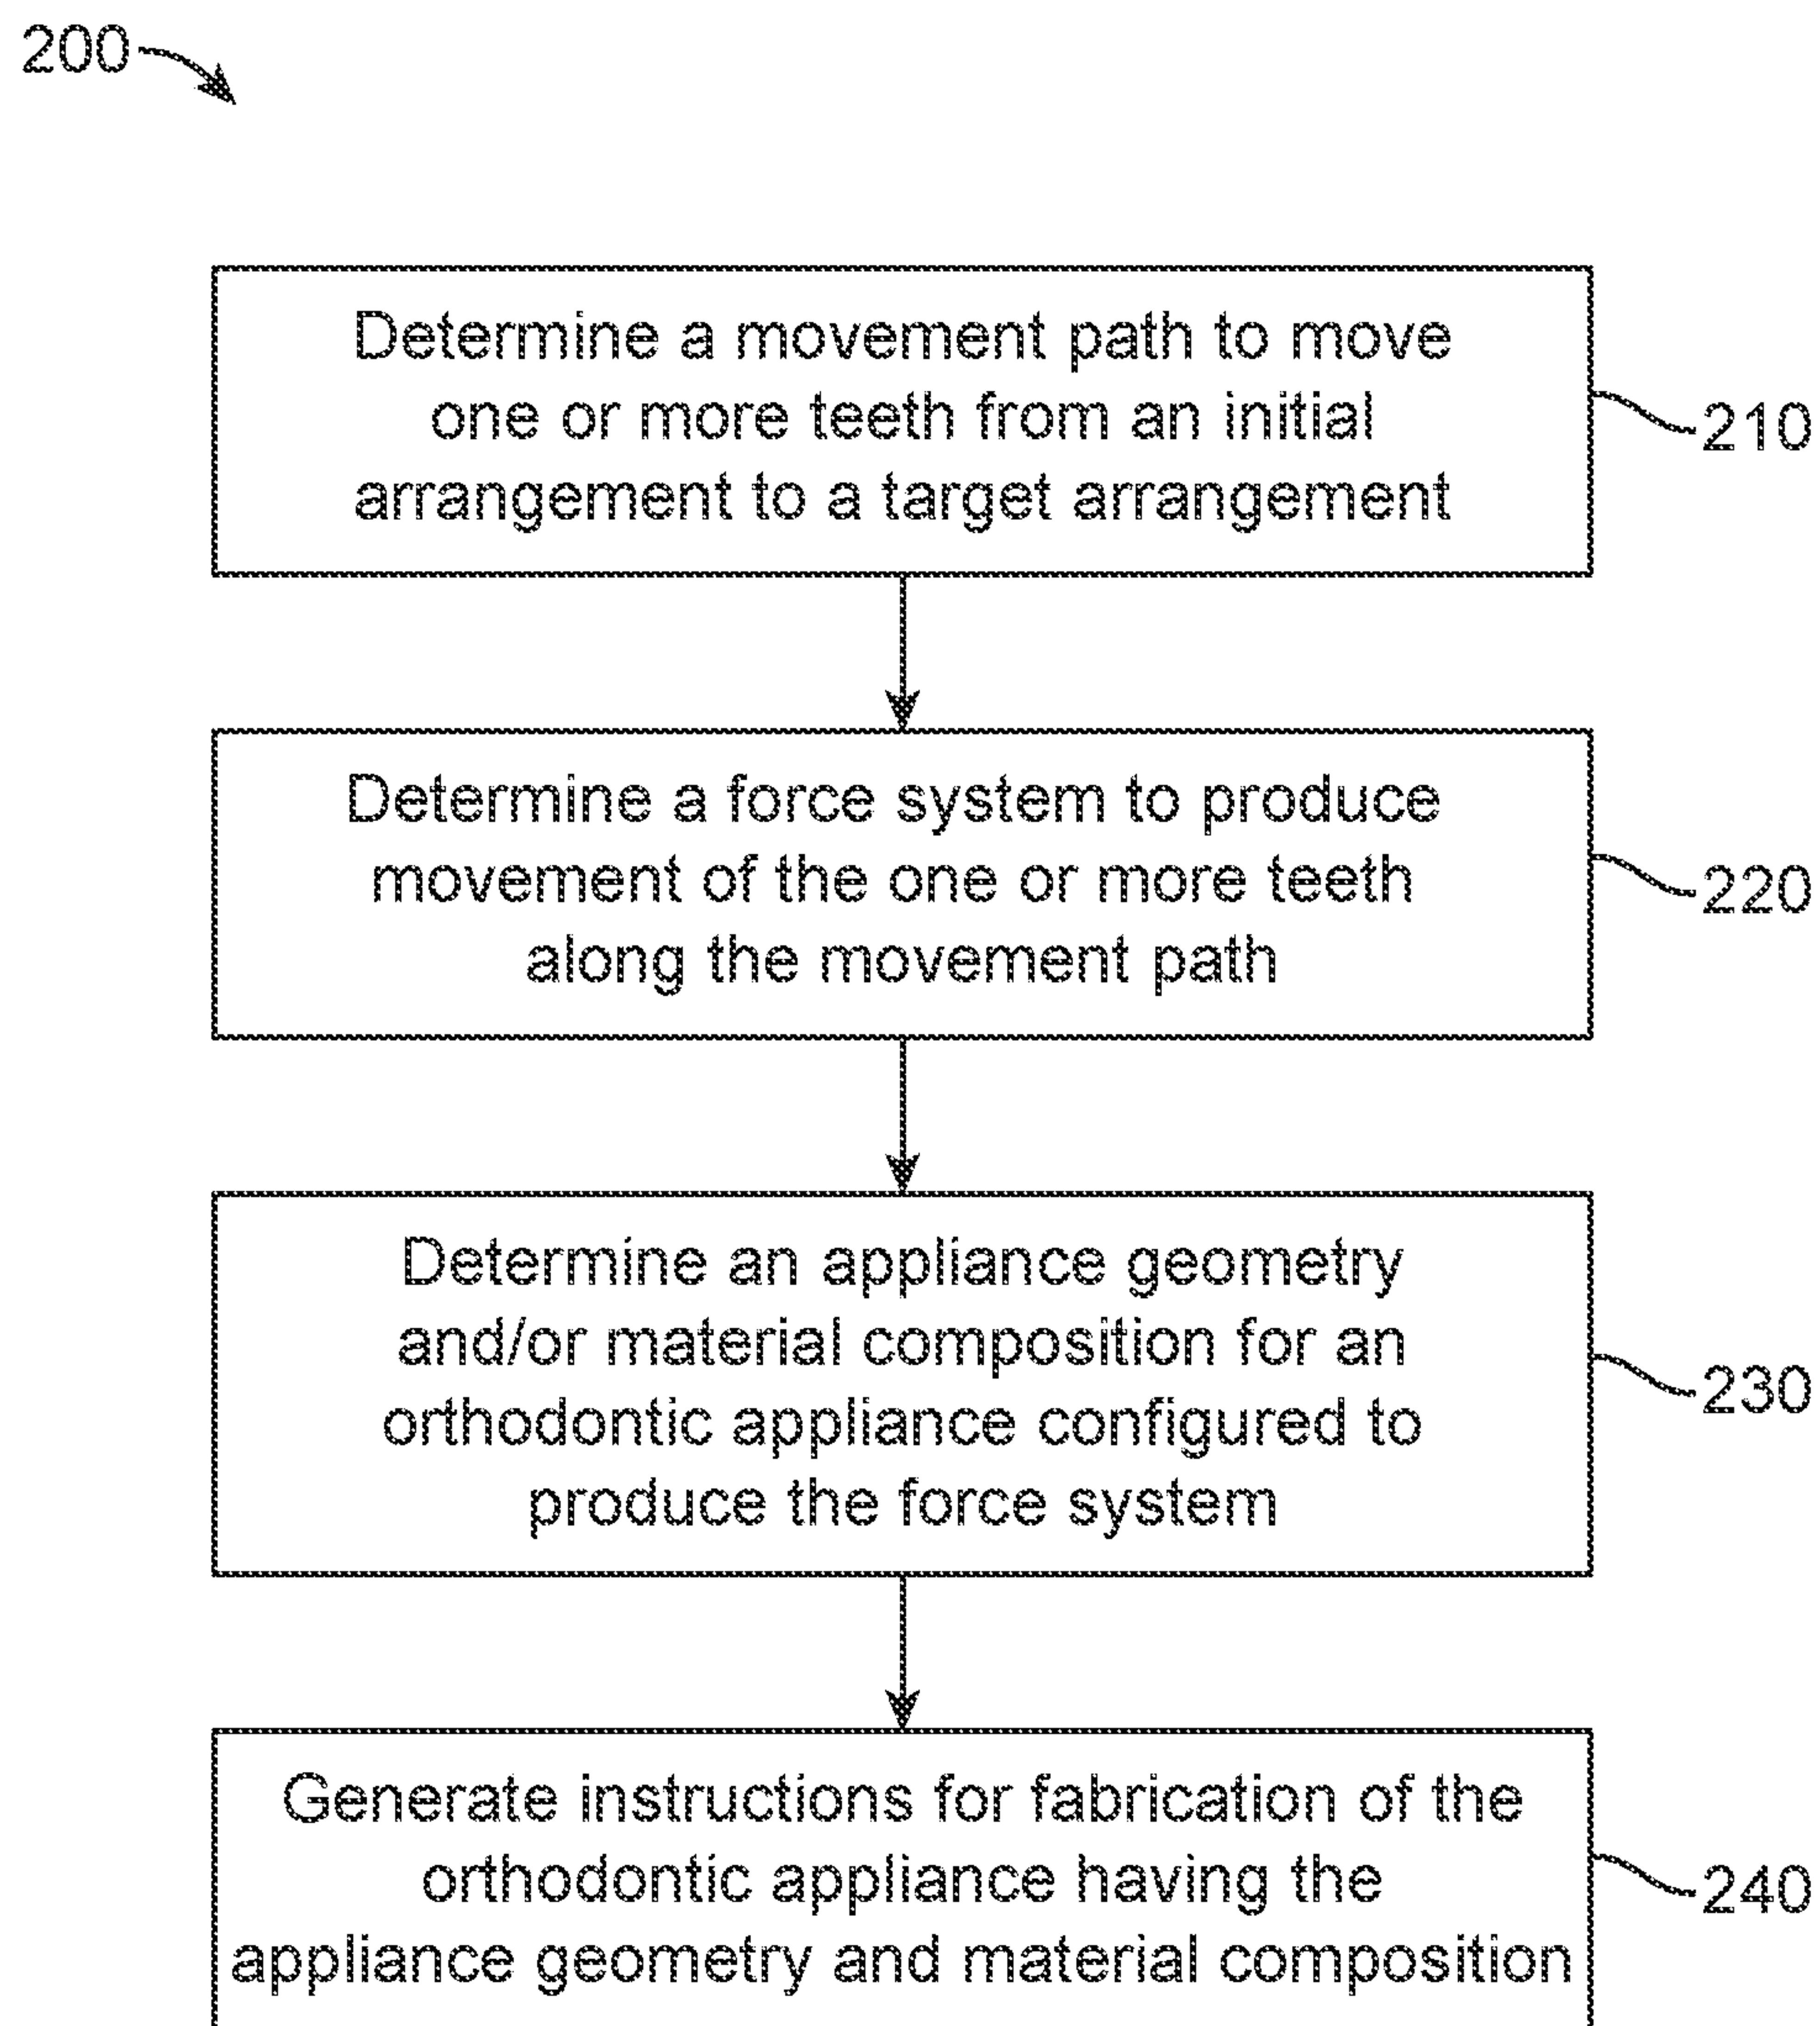 200
Determine a movement path to move
one or more teeth from an initial
arrangement to a target arrangement
210
Determine a force system to produce
movement of the one or more teeth
along the movement path
220
Determine an appliance geometry
and/or material composition for an
orthodontic appliance configured to
produce the force system
230
Generate instructions for fabrication of the
orthodontic appliance having the
appliance geometry and material composition
240